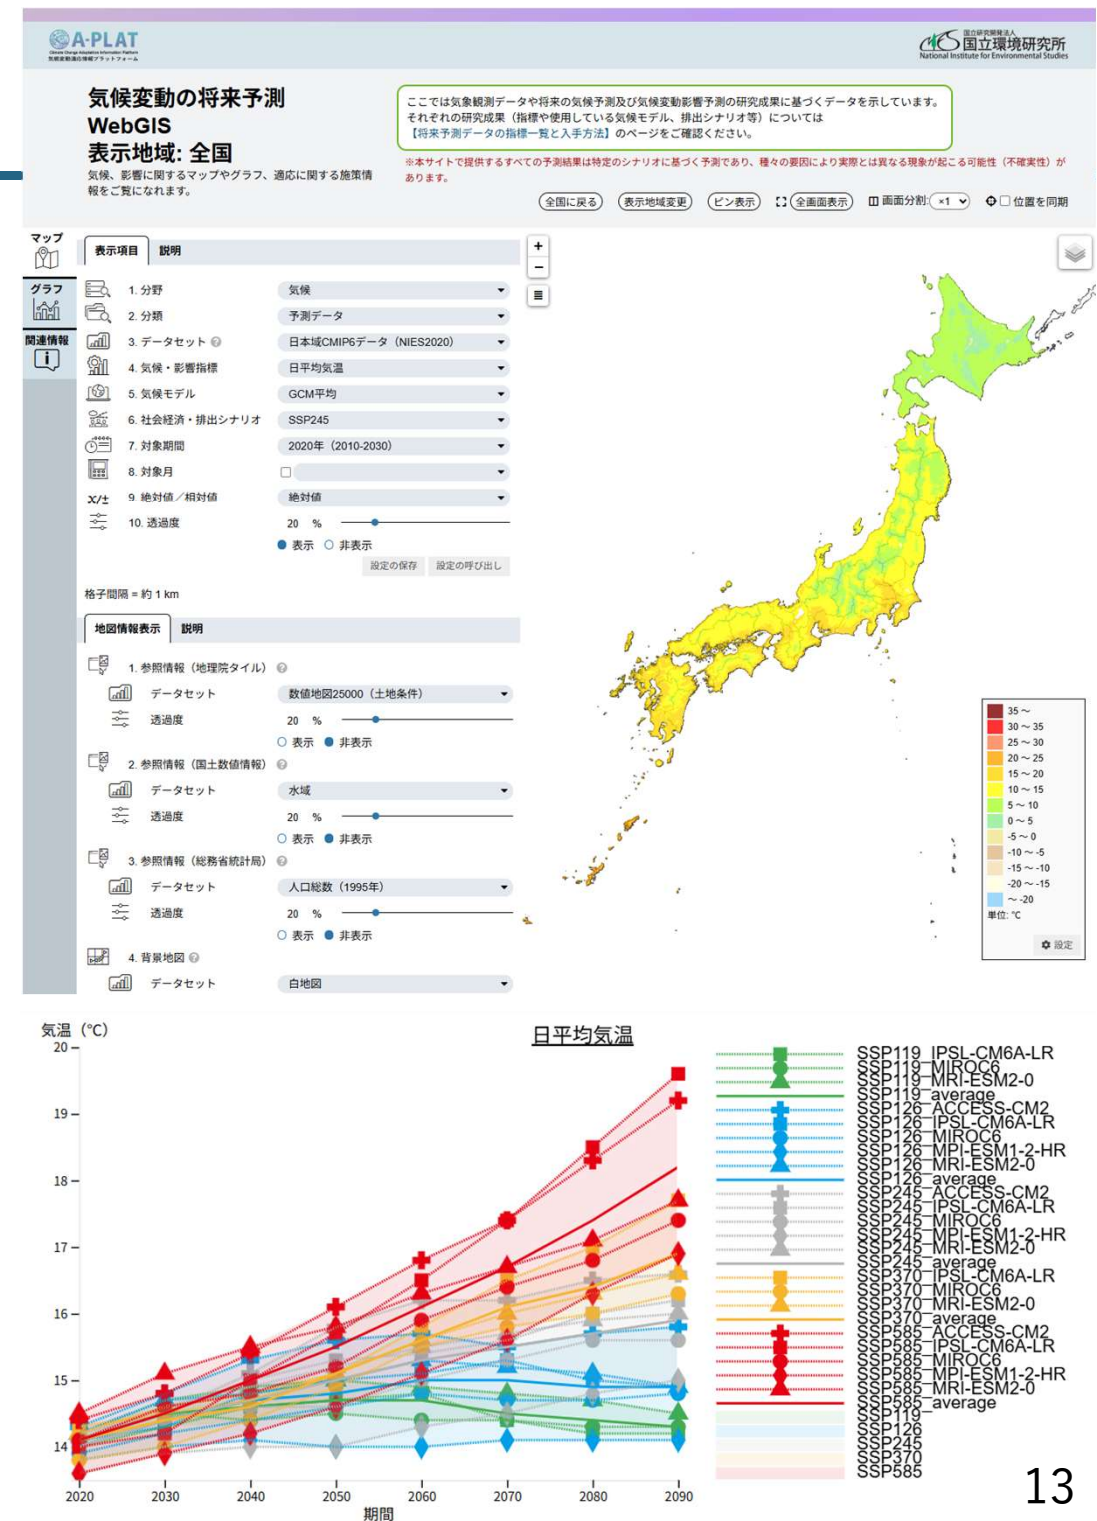 A-PLAT
Climate Change Adaptation Information Platform
気候変動適応情報プラットフォーム
国立研究開発法人
国立環境研究所
National Institute for Environmental Studies
気候変動の将来予測
WebGIS
表示地域: 全国
気候、影響に関するマップやグラフ、適応に関する施策情
報をご覧になれます。
ここでは気象観測データや将来の気候予測及び気候変動影響予測の研究成果に基づくデータを示しています。
それぞれの研究成果（指標や使用している気候モデル、排出シナリオ等）については
【将来予測データの指標一覧と入手方法】のページをご確認ください。
※本サイトで提供するすべての予測結果は特定のシナリオに基づく予測であり、種々の要因により実際とは異なる現象が起こる可能性（不確実性）が
あります。
全国に戻る 表示地域変更 ピン表示 全画面表示 画面分割: ×1 位置を同期
マップ
グラフ
関連情報
表示項目 説明
1. 分野 気候
2. 分類 予測データ
3. データセット 日本域CMIP6データ（NIES2020）
4. 気候・影響指標 日平均気温
5. 気候モデル GCM平均
6. 社会経済・排出シナリオ SSP245
7. 対象期間 2020年（2010-2030）
8. 対象月
x/± 9. 絶対値／相対値 絶対値
10. 透過度 20 %
表示 非表示
設定の保存 設定の呼び出し
格子間隔 = 約 1 km
地図情報表示 説明
1. 参照情報（地理院タイル）
データセット 数値地図25000（土地条件）
透過度 20 %
表示 非表示
2. 参照情報（国土数値情報）
データセット 水域
透過度 20 %
表示 非表示
3. 参照情報（総務省統計局）
データセット 人口総数（1995年）
透過度 20 %
表示 非表示
4. 背景地図
データセット 白地図
+
−
35 ～
30 ～ 35
25 ～ 30
20 ～ 25
15 ～ 20
10 ～ 15
5 ～ 10
0 ～ 5
-5 ～ 0
-10 ～ -5
-15 ～ -10
-20 ～ -15
～ -20
単位: ℃
設定
気温（℃）
日平均気温
20
19
18
17
16
15
14
2020 2030 2040 2050 2060 2070 2080 2090
期間
SSP119_IPSL-CM6A-LR
SSP119_MIROC6
SSP119_MRI-ESM2-0
SSP119_average
SSP126_ACCESS-CM2
SSP126_IPSL-CM6A-LR
SSP126_MIROC6
SSP126_MPI-ESM1-2-HR
SSP126_MRI-ESM2-0
SSP126_average
SSP245_ACCESS-CM2
SSP245_IPSL-CM6A-LR
SSP245_MIROC6
SSP245_MPI-ESM1-2-HR
SSP245_MRI-ESM2-0
SSP245_average
SSP370_IPSL-CM6A-LR
SSP370_MIROC6
SSP370_MRI-ESM2-0
SSP370_average
SSP585_ACCESS-CM2
SSP585_IPSL-CM6A-LR
SSP585_MIROC6
SSP585_MPI-ESM1-2-HR
SSP585_MRI-ESM2-0
SSP585_average
SSP119
SSP126
SSP245
SSP370
SSP585
13